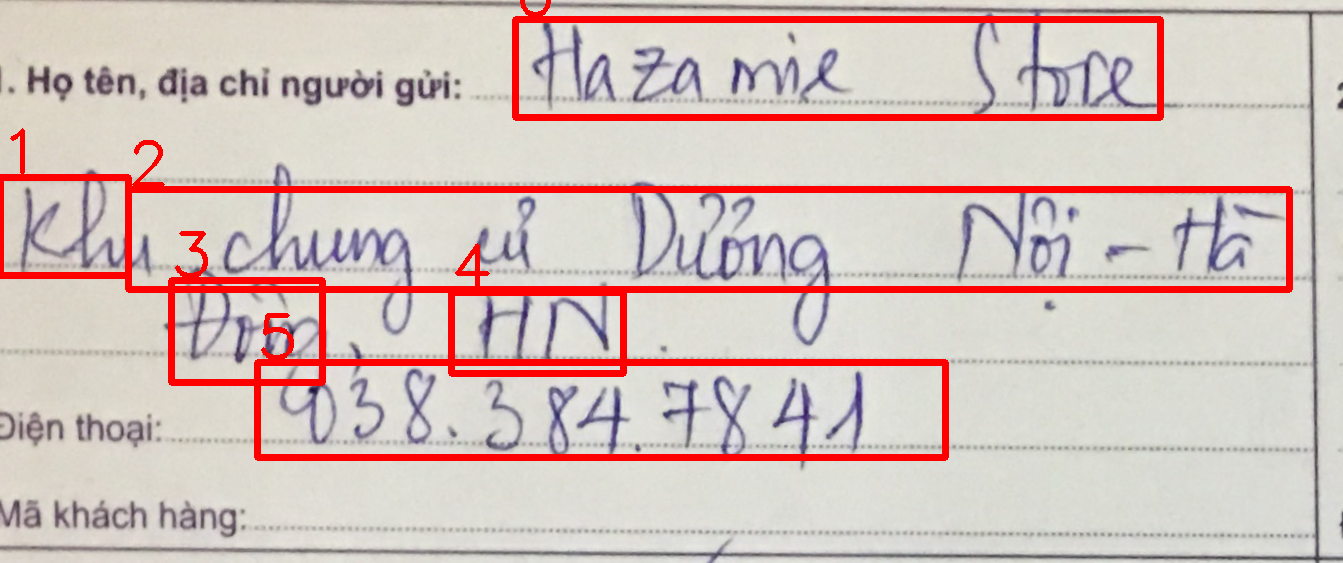 1. Họ tên, địa chỉ người gửi: Hazamie Store
Khu chung cư Dương Nội - Hà
Đông, HN.
Điện thoại: 038.384.7841
Mã khách hàng:
0
1
2
3
4
5